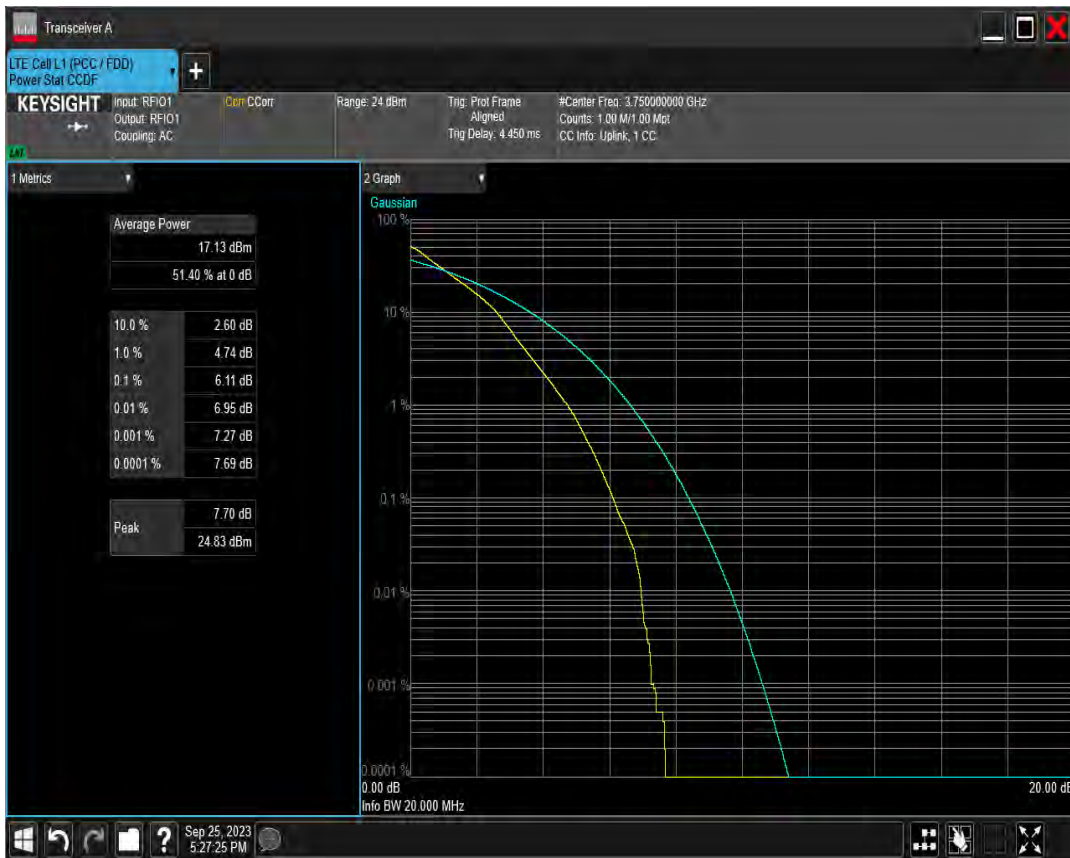 Transceiver A
LTE Cell L1 (PCC / FDD)
Power Stat CCDF
+
KEYSIGHT
Input: RFIO1
Output: RFIO1
Coupling: AC
Corr CCorr
Range: 24 dBm
Trig: Prot Frame
Aligned
Trig Delay: 4.450 ms
#Center Freq: 3.750000000 GHz
Counts: 1.00 M/1.00 Mpt
CC Info: Uplink, 1 CC
LXI
1 Metrics
Average Power
17.13 dBm
51.40 % at 0 dB
10.0 % 2.60 dB
1.0 % 4.74 dB
0.1 % 6.11 dB
0.01 % 6.95 dB
0.001 % 7.27 dB
0.0001 % 7.69 dB
Peak
7.70 dB
24.83 dBm
2 Graph
Gaussian
100 %
10 %
1 %
0.1 %
0.01 %
0.001 %
0.0001 %
0.00 dB
20.00 dB
Info BW 20.000 MHz
?
Sep 25, 2023
5:27:25 PM